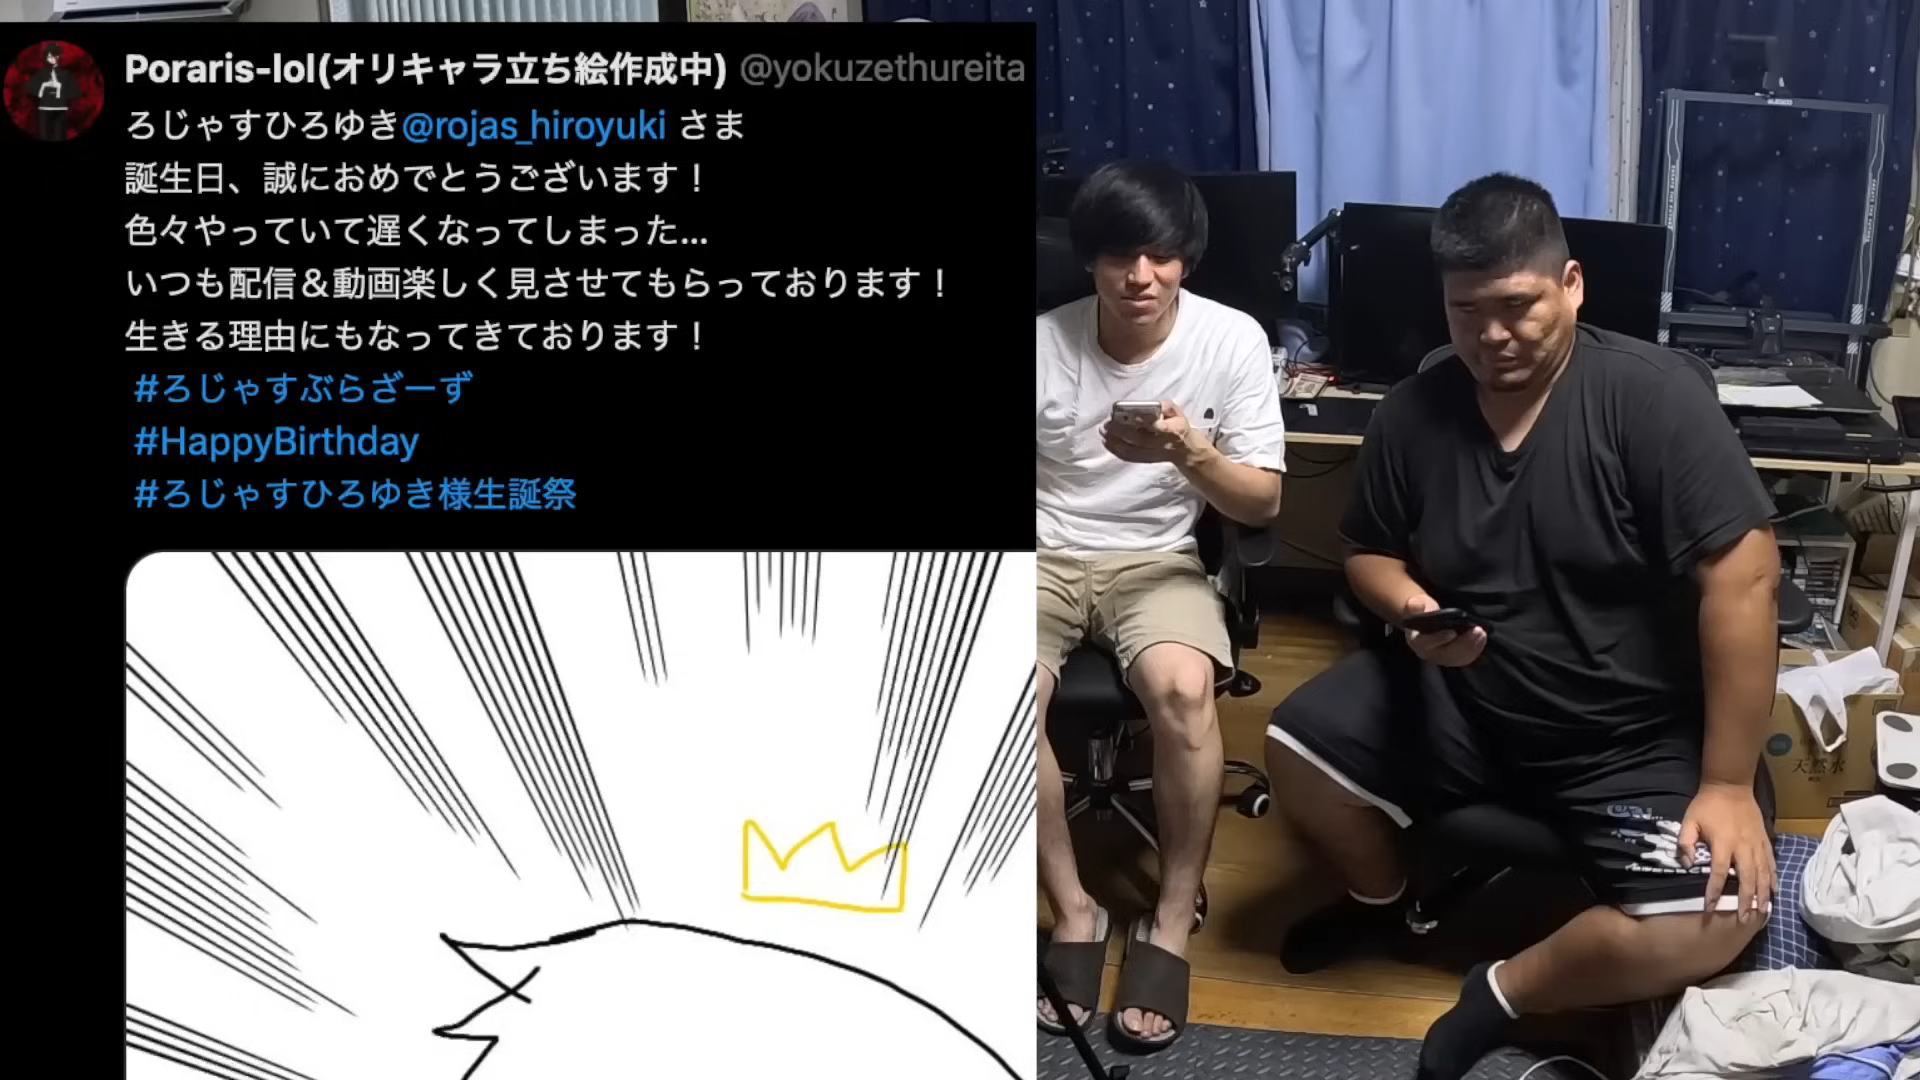 Poraris-lol(オリキャラ立ち絵作成中) @yokuzethureita
ろじゃすひろゆき@rojas_hiroyuki さま
誕生日、誠におめでとうございます！
色々やっていて遅くなってしまった...
いつも配信＆動画楽しく見させてもらっております！
生きる理由にもなってきております！
#ろじゃすぶらざーず
#HappyBirthday
#ろじゃすひろゆき様生誕祭
天然水